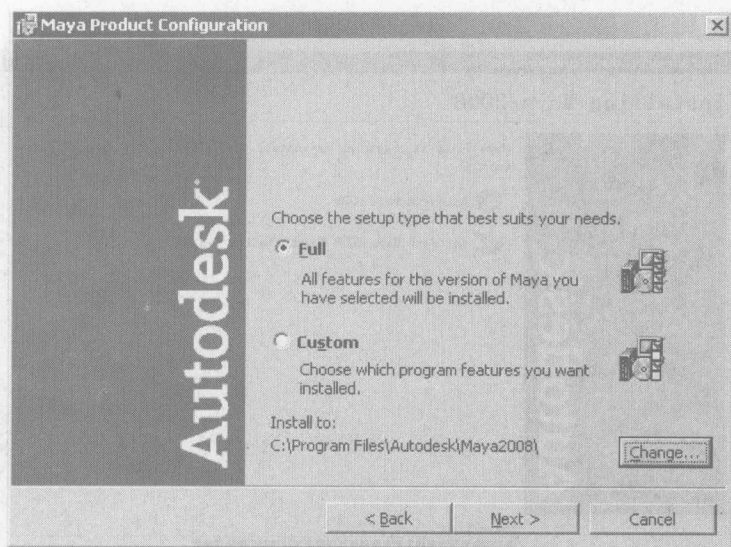 Maya Product Configuration
Autodesk
Choose the setup type that best suits your needs.
Full
All features for the version of Maya you
have selected will be installed.
Custom
Choose which program features you want
installed.
Install to:
C:\Program Files\Autodesk\Maya2008\
Change...
< Back
Next >
Cancel